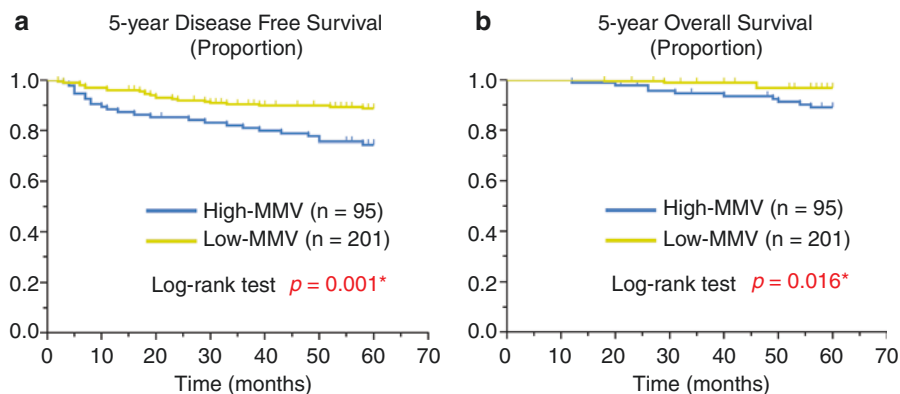 a
5-year Disease Free Survival
(Proportion)
1.0
0.8
0.6
0.4
0.2
0.0
High-MMV (n = 95)
Low-MMV (n = 201)
Log-rank test p = 0.001*
0 10 20 30 40 50 60 70
Time (months)
b
5-year Overall Survival
(Proportion)
1.0
0.8
0.6
0.4
0.2
0.0
High-MMV (n = 95)
Low-MMV (n = 201)
Log-rank test p = 0.016*
0 10 20 30 40 50 60 70
Time (months)